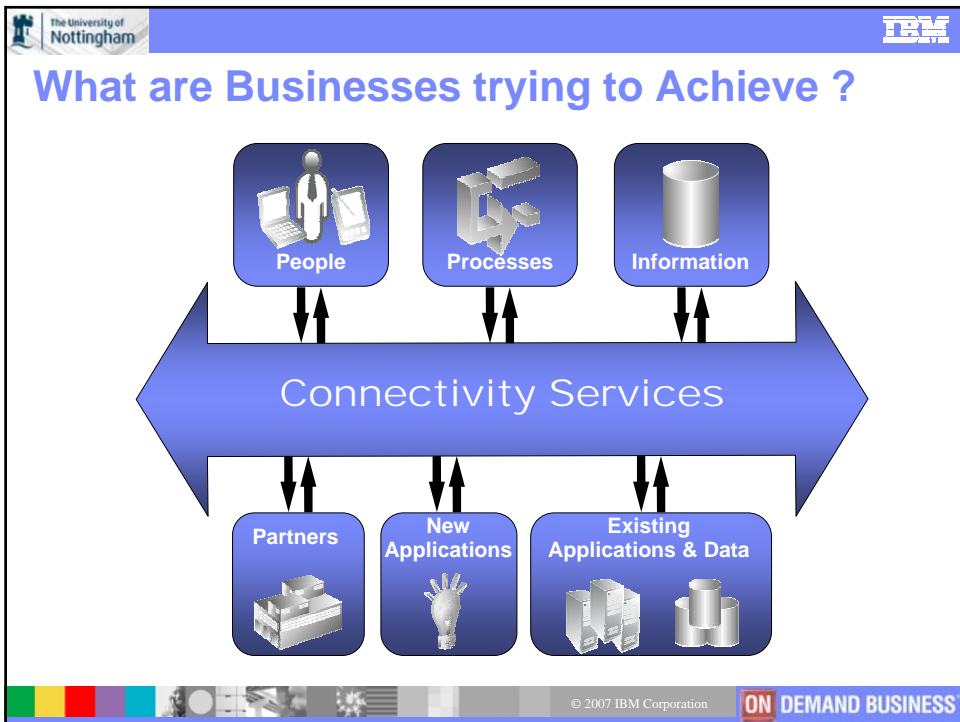 The University of
Nottingham
IBM
What are Businesses trying to Achieve ?
People
Processes
Information
Connectivity Services
Partners
New
Applications
Existing
Applications & Data
© 2007 IBM Corporation
ON DEMAND BUSINESS